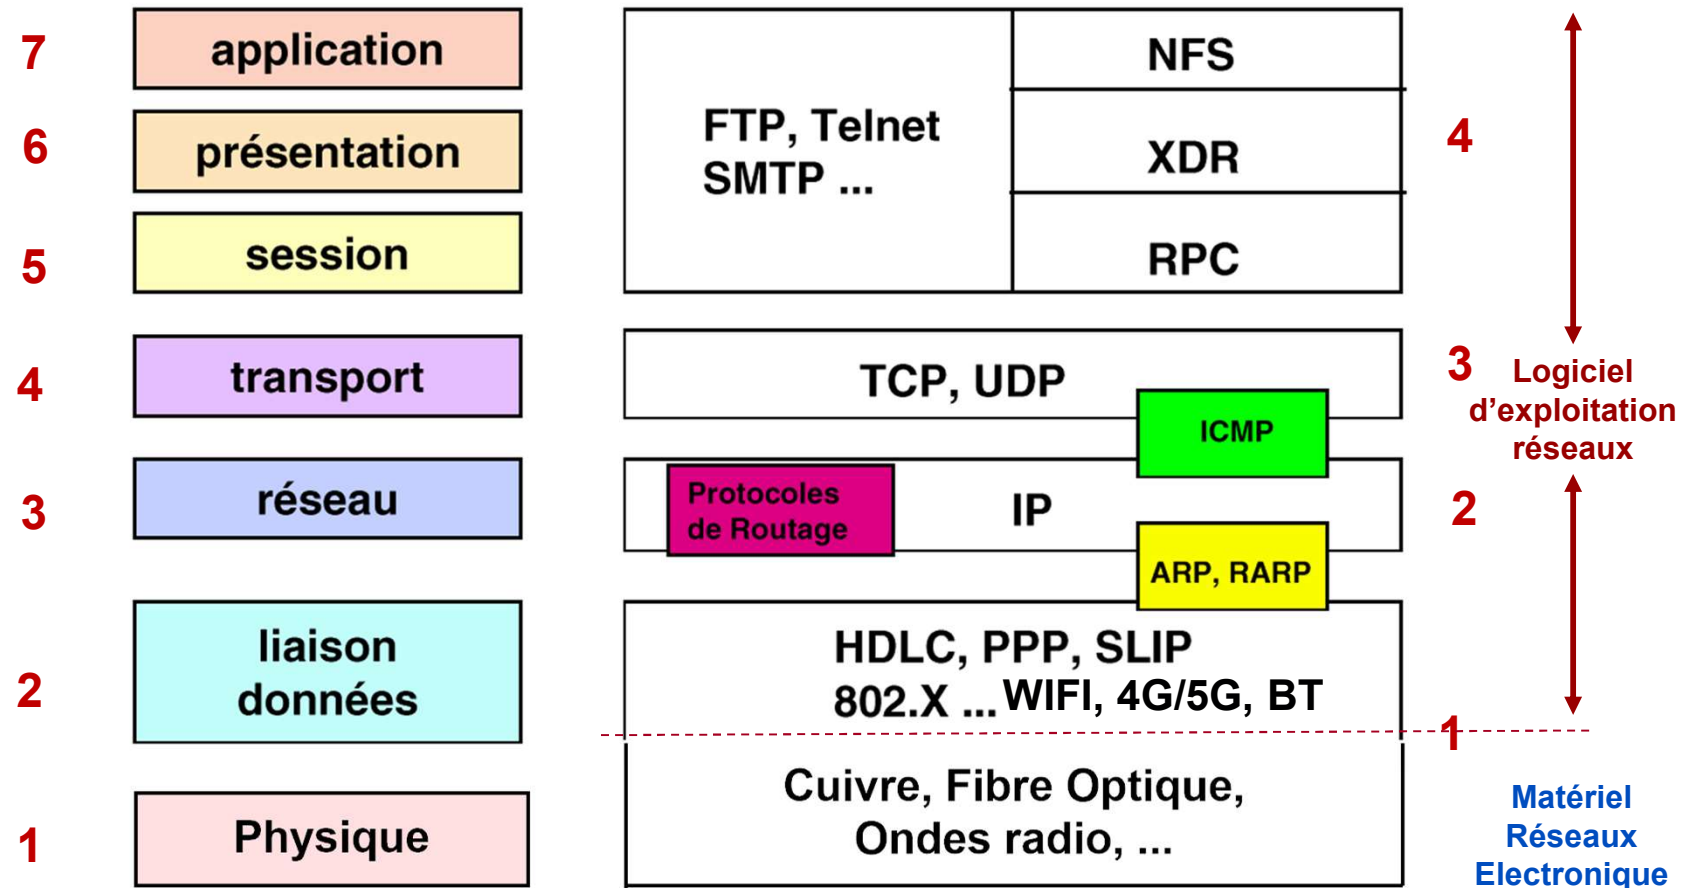 7
application
NFS
6
présentation
FTP, Telnet
SMTP ...
XDR
4
5
session
RPC
4
transport
TCP, UDP
3
Logiciel
d’exploitation
réseaux
ICMP
3
réseau
Protocoles
de Routage
IP
2
ARP, RARP
2
liaison
données
HDLC, PPP, SLIP
802.X ... WIFI, 4G/5G, BT
1
1
Physique
Cuivre, Fibre Optique,
Ondes radio, ...
Matériel
Réseaux
Electronique